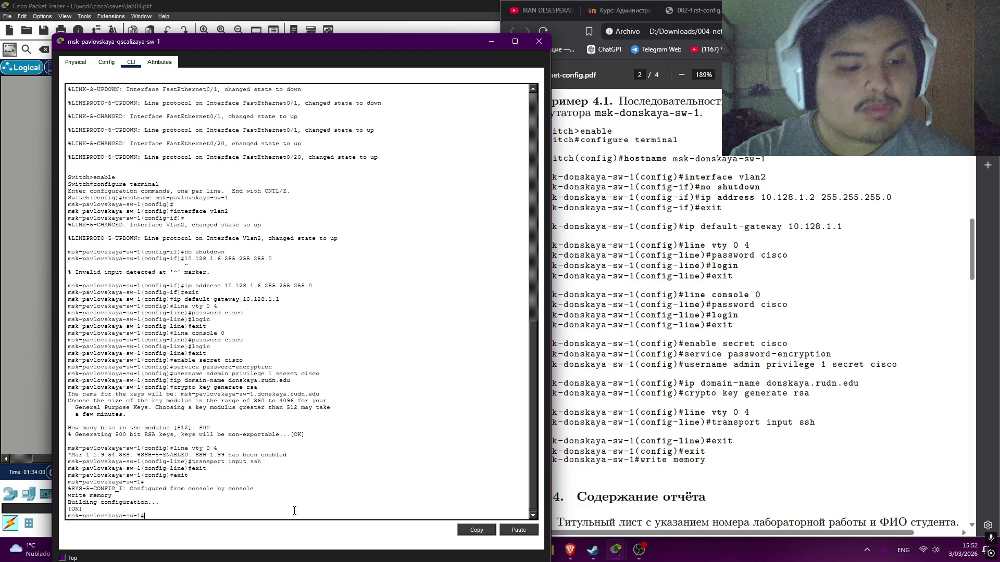 Cisco Packet Tracer - E:\work\cisco\saves\lab04.pkt
File Edit Options View Tools Extensions Window Help
Logical
msk-pavlovskaya-qscalizaya-sw-1
Physical Config CLI Attributes
%LINK-3-UPDOWN: Interface FastEthernet0/1, changed state to down
%LINEPROTO-5-UPDOWN: Line protocol on Interface FastEthernet0/1, changed state to down
%LINK-5-CHANGED: Interface FastEthernet0/1, changed state to up
%LINEPROTO-5-UPDOWN: Line protocol on Interface FastEthernet0/1, changed state to up
%LINK-5-CHANGED: Interface FastEthernet0/20, changed state to up
%LINEPROTO-5-UPDOWN: Line protocol on Interface FastEthernet0/20, changed state to up
Switch>enable
Switch#configure terminal
Enter configuration commands, one per line. End with CNTL/Z.
Switch(config)#hostname msk-pavlovskaya-sw-1
msk-pavlovskaya-sw-1(config)#
msk-pavlovskaya-sw-1(config)#interface vlan2
msk-pavlovskaya-sw-1(config-if)#
%LINK-5-CHANGED: Interface Vlan2, changed state to up
%LINEPROTO-5-UPDOWN: Line protocol on Interface Vlan2, changed state to up
msk-pavlovskaya-sw-1(config-if)#no shutdown
msk-pavlovskaya-sw-1(config-if)#10.128.1.6 255.255.255.0
^
% Invalid input detected at '^' marker.
msk-pavlovskaya-sw-1(config-if)#ip address 10.128.1.6 255.255.255.0
msk-pavlovskaya-sw-1(config-if)#exit
msk-pavlovskaya-sw-1(config)#ip default-gateway 10.128.1.1
msk-pavlovskaya-sw-1(config)#line vty 0 4
msk-pavlovskaya-sw-1(config-line)#password cisco
msk-pavlovskaya-sw-1(config-line)#login
msk-pavlovskaya-sw-1(config-line)#exit
msk-pavlovskaya-sw-1(config)#line console 0
msk-pavlovskaya-sw-1(config-line)#password cisco
msk-pavlovskaya-sw-1(config-line)#login
msk-pavlovskaya-sw-1(config-line)#exit
msk-pavlovskaya-sw-1(config)#enable secret cisco
msk-pavlovskaya-sw-1(config)#service password-encryption
msk-pavlovskaya-sw-1(config)#username adcmin privilege 1 secret cisco
msk-pavlovskaya-sw-1(config)#ip domain-name donskaya.rudn.edu
msk-pavlovskaya-sw-1(config)#crypto key generate rsa
The name for the keys will be: msk-pavlovskaya-sw-1.donskaya.rudn.edu
Choose the size of the key modulus in the range of 360 to 4096 for your
General Purpose Keys. Choosing a key modulus greater than 512 may take
a few minutes.
How many bits in the modulus [512]: 800
% Generating 800 bit RSA keys, keys will be non-exportable...[OK]
msk-pavlovskaya-sw-1(config)#line vty 0 4
*Mar 1 1:9:54.388: %SSH-5-ENABLED: SSH 1.99 has been enabled
msk-pavlovskaya-sw-1(config-line)#transport input ssh
msk-pavlovskaya-sw-1(config-line)#exit
msk-pavlovskaya-sw-1(config)#exit
msk-pavlovskaya-sw-1#
%SYS-5-CONFIG_I: Configured from console by console
write memory
Building configuration...
[OK]
msk-pavlovskaya-sw-1#
Copy Paste
Top
Time: 01:34:00
IRAN DESESPERAD Курс: Администри 002-first-config.
Archivo D:/Downloads/004-net
цие —... ChatGPT Telegram Web (1167) Y
net-config.pdf 2 / 4 189%
ример 4.1. Последовательност
утатора msk-donskaya-sw-1.
itch>enable
itch#configure terminal
itch(config)#hostname msk-donskaya-sw-1
k-donskaya-sw-1(config)#interface vlan2
k-donskaya-sw-1(config-if)#no shutdown
k-donskaya-sw-1(config-if)#ip address 10.128.1.2 255.255.255.0
k-donskaya-sw-1(config-if)#exit
k-donskaya-sw-1(config)#ip default-gateway 10.128.1.1
k-donskaya-sw-1(config)#line vty 0 4
k-donskaya-sw-1(config-line)#password cisco
k-donskaya-sw-1(config-line)#login
k-donskaya-sw-1(config-line)#exit
k-donskaya-sw-1(config)#line console 0
k-donskaya-sw-1(config-line)#password cisco
k-donskaya-sw-1(config-line)#login
k-donskaya-sw-1(config-line)#exit
k-donskaya-sw-1(config)#enable secret cisco
k-donskaya-sw-1(config)#service password-encryption
k-donskaya-sw-1(config)#username admin privilege 1 secret cisco
k-donskaya-sw-1(config)#ip domain-name donskaya.rudn.edu
k-donskaya-sw-1(config)#crypto key generate rsa
k-donskaya-sw-1(config)#line vty 0 4
k-donskaya-sw-1(config-line)#transport input ssh
k-donskaya-sw-1(config-line)#exit
k-donskaya-sw-1(config)#exit
k-donskaya-sw-1#write memory
4. Содержание отчёта
Титульный лист с указанием номера лабораторной работы и ФИО студента.
1°C
Nublado
ENG
15:52
3/03/2026